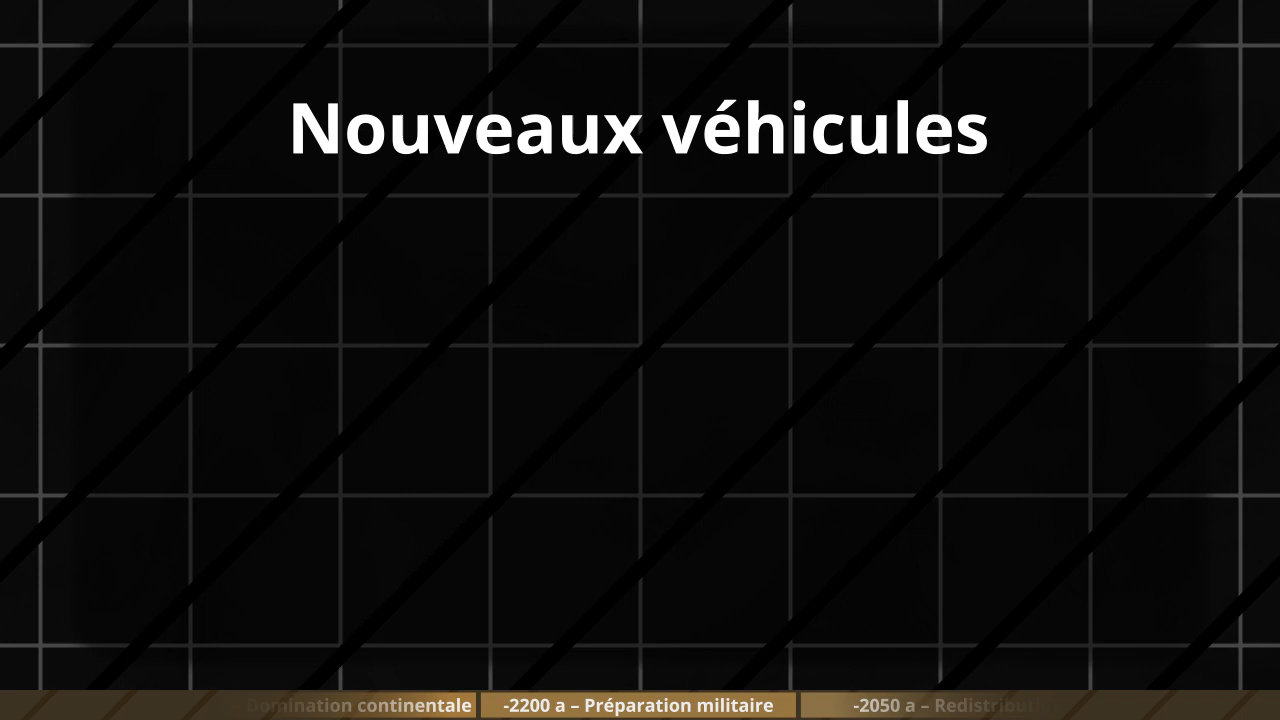 Nouveaux véhicules
Domination continentale
-2200 a – Préparation militaire
-2050 a –